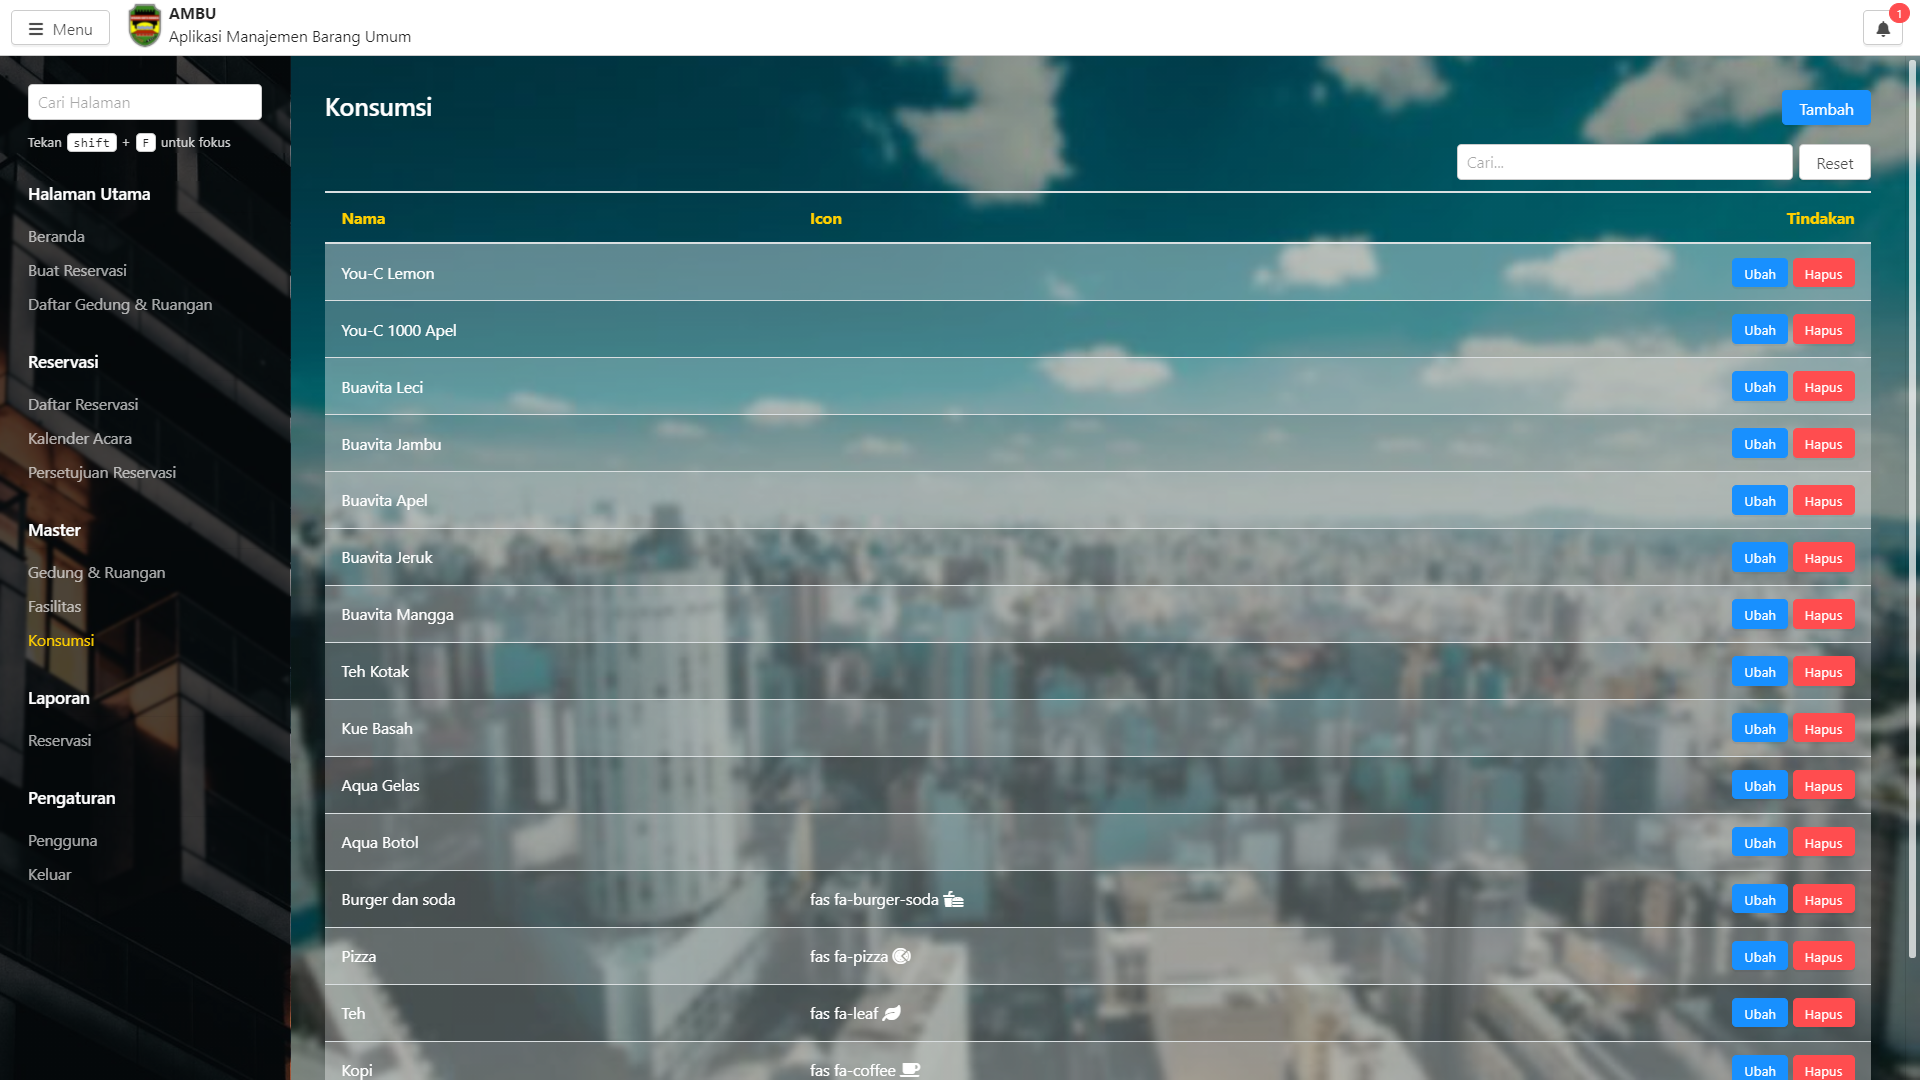 Menu
AMBU
Aplikasi Manajemen Barang Umum
1
Cari Halaman
Tekan shift + F untuk fokus
Halaman Utama
Beranda
Buat Reservasi
Daftar Gedung & Ruangan
Reservasi
Daftar Reservasi
Kalender Acara
Persetujuan Reservasi
Master
Gedung & Ruangan
Fasilitas
Konsumsi
Laporan
Reservasi
Pengaturan
Pengguna
Keluar
Konsumsi
Tambah
Cari... Reset
Nama Icon Tindakan
You-C Lemon Ubah Hapus
You-C 1000 Apel Ubah Hapus
Buavita Leci Ubah Hapus
Buavita Jambu Ubah Hapus
Buavita Apel Ubah Hapus
Buavita Jeruk Ubah Hapus
Buavita Mangga Ubah Hapus
Teh Kotak Ubah Hapus
Kue Basah Ubah Hapus
Aqua Gelas Ubah Hapus
Aqua Botol Ubah Hapus
Burger dan soda fas fa-burger-soda Ubah Hapus
Pizza fas fa-pizza Ubah Hapus
Teh fas fa-leaf Ubah Hapus
Kopi fas fa-coffee Ubah Hapus